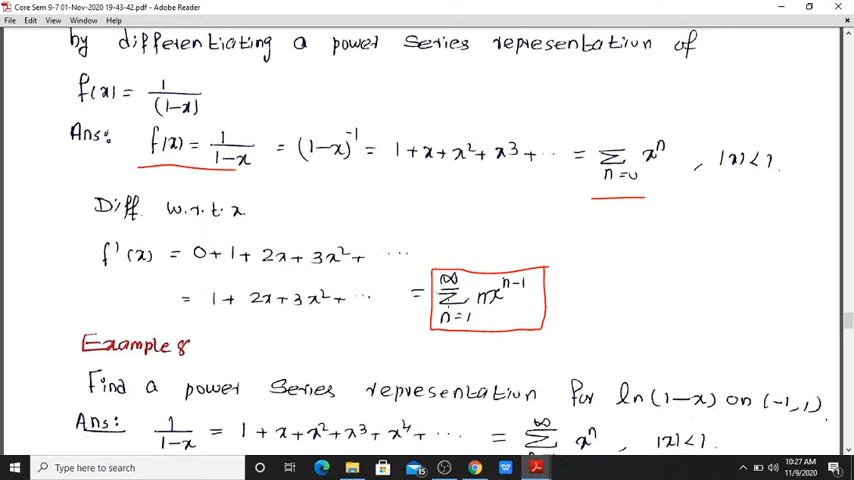 Core Sem 9-7 01-Nov-2020 19-43-42.pdf - Adobe Reader
File Edit View Window Help
by differentiating a power Series representation of
f(x) = 1/(1-x)
Ans: f(x) = 1/1-x = (1-x)^-1 = 1+x+x^2+x^3+ ... = Σ n=0 x^n , |x|<1.
Diff w.r.t.x.
f'(x) = 0+1+2x+3x^2+ ....
= 1+2x+3x^2+ ... = Σ n=1 ∞ nx^n-1
Example 8
Find a power Series representation for ln(1-x) on (-1,1).
Ans: 1/1-x = 1+x+x^2+x^3+x^4+ ... = Σ ∞ x^n , |x|<1.
Type here to search
15
10:27 AM
11/9/2020